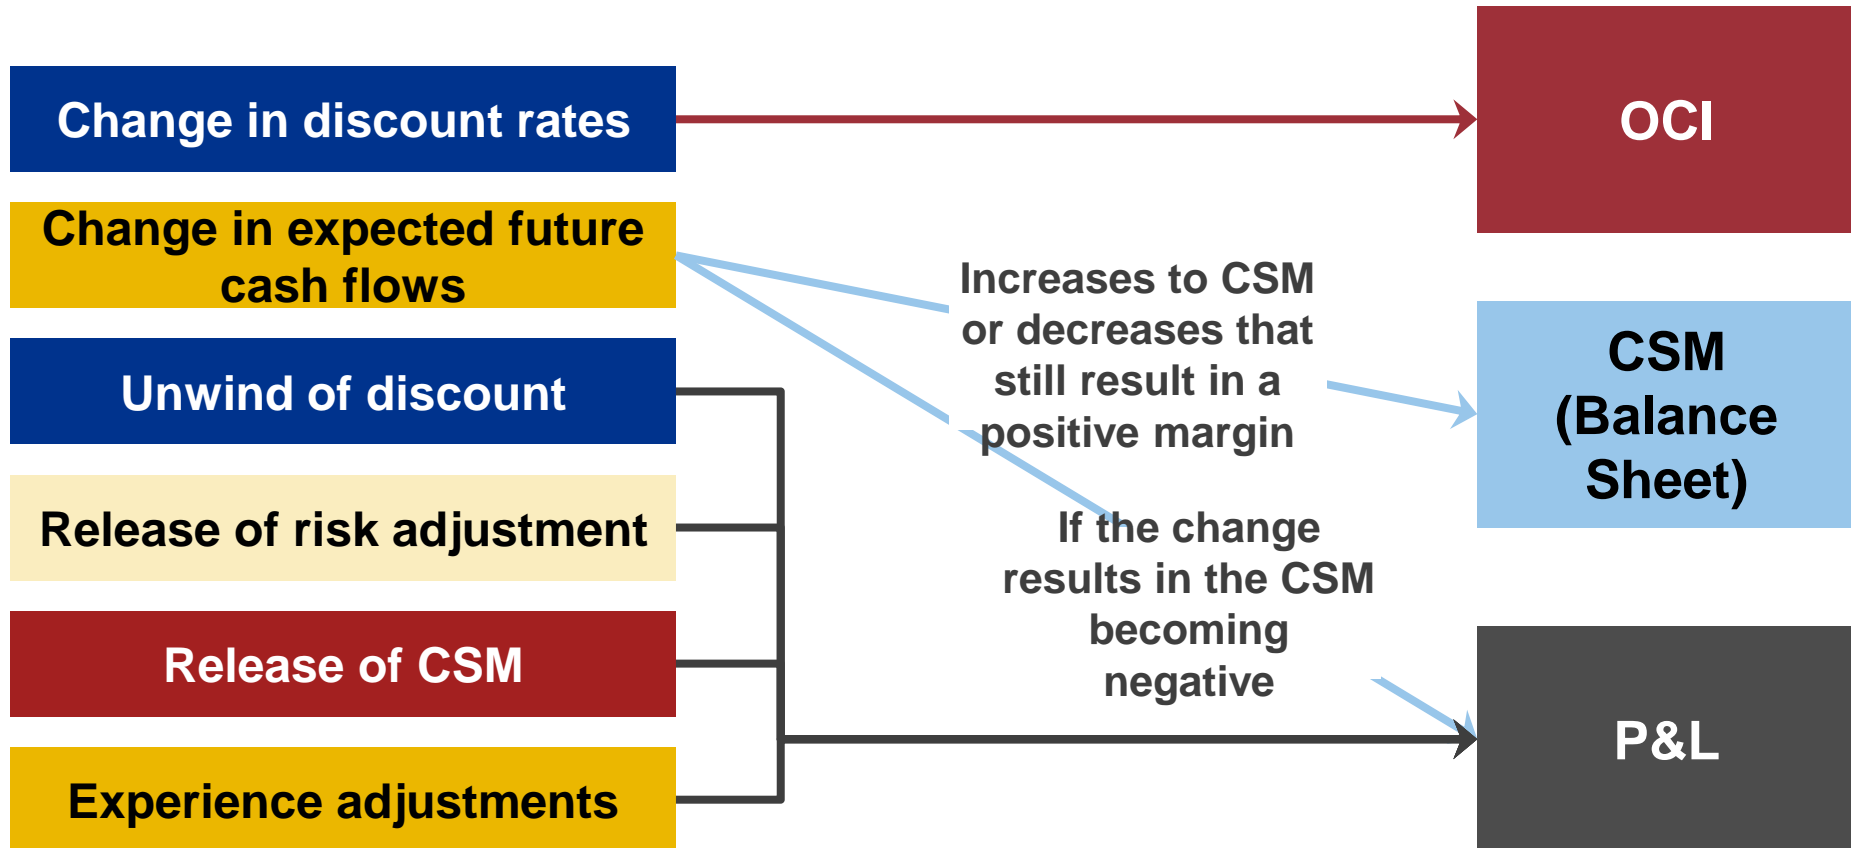 Change in discount rates
OCI
Change in expected future
cash flows
Increases to CSM
or decreases that
still result in a
positive margin
CSM
(Balance
Sheet)
Unwind of discount
Release of risk adjustment
If the change
results in the CSM
becoming
negative
Release of CSM
P&L
Experience adjustments